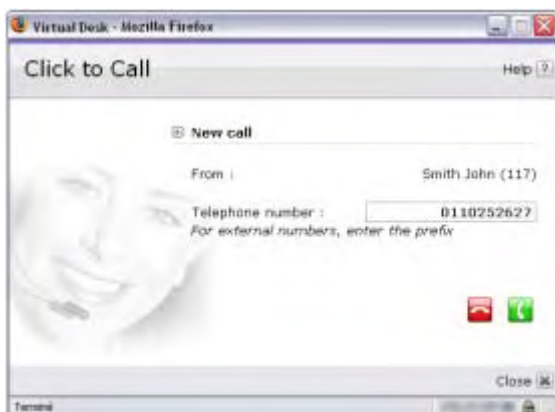 Virtual Desk - Mozilla Firefox
Click to Call
Help ?
New call
From :
Smith John (117)
Telephone number :
0110252627
For external numbers, enter the prefix
Close
Terminé